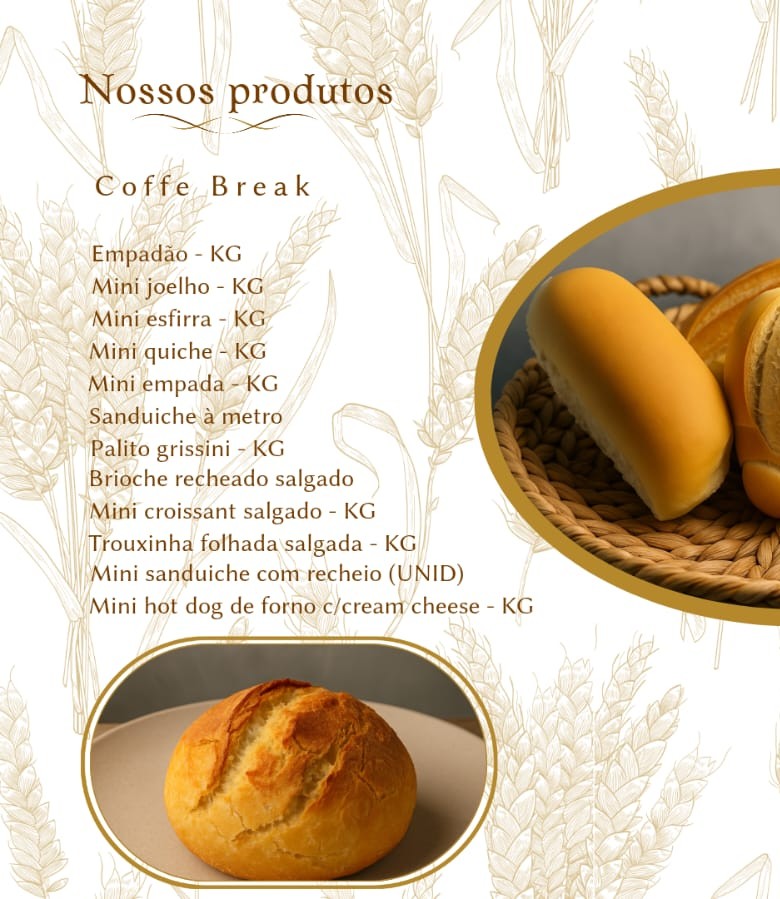 Nossos produtos
Coffe Break
Empadão - KG
Mini joelho - KG
Mini esfirra - KG
Mini quiche - KG
Mini empada - KG
Sanduiche à metro
Palito grissini - KG
Brioche recheado salgado
Mini croissant salgado - KG
Trouxinha folhada salgada - KG
Mini sanduiche com recheio (UNID)
Mini hot dog de forno c/cream cheese - KG